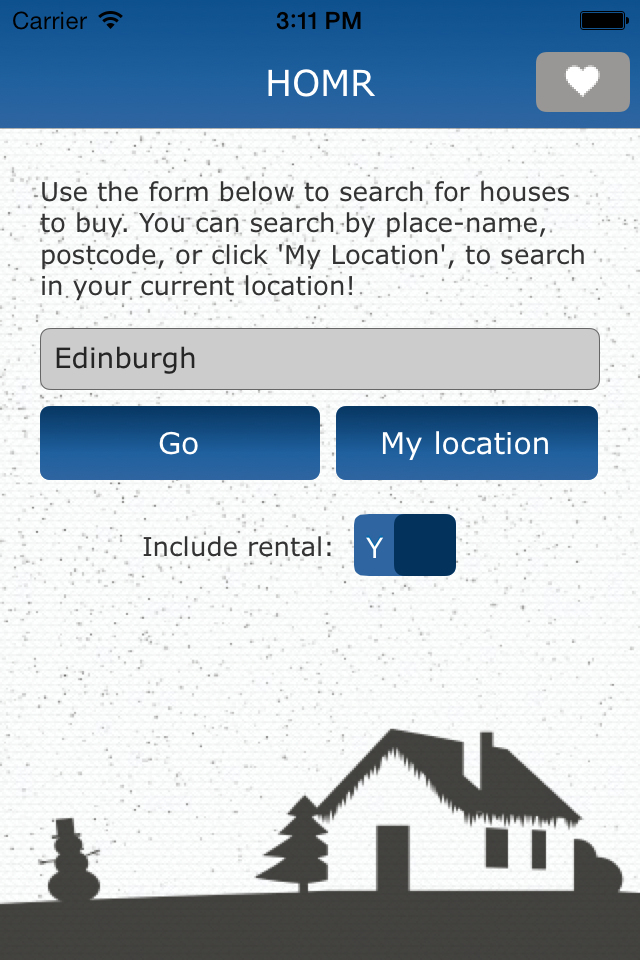 Carrier 3:11 PM
HOMR
Use the form below to search for houses
to buy. You can search by place-name,
postcode, or click 'My Location', to search
in your current location!
Edinburgh
Go My location
Include rental: Y